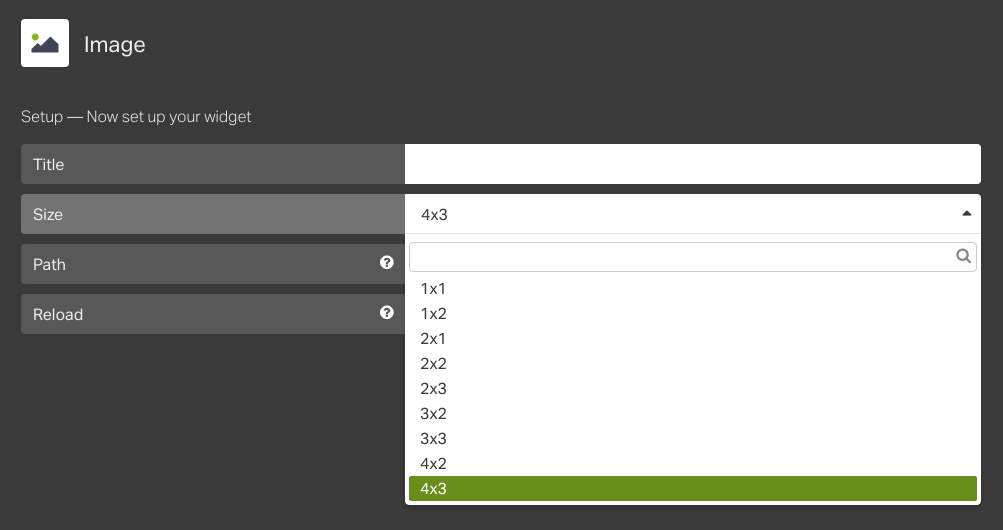 Image
Setup — Now set up your widget
Title
Size
4x3
Path
Reload
1x1
1x2
2x1
2x2
2x3
3x2
3x3
4x2
4x3